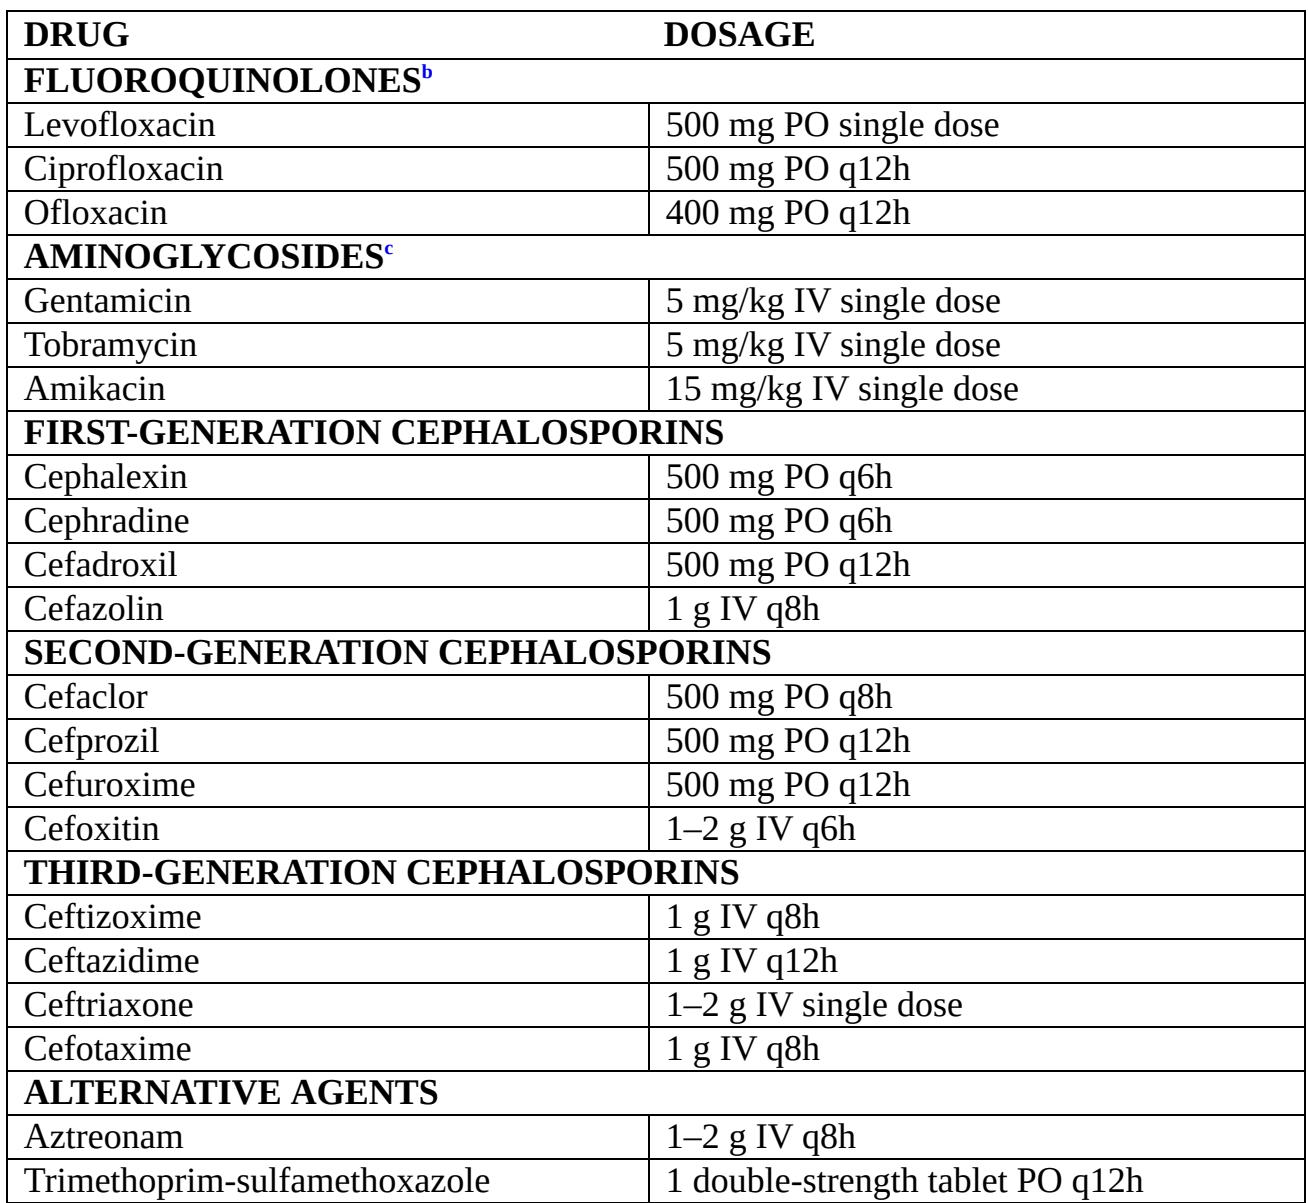 DRUG DOSAGE
FLUOROQUINOLONESb
Levofloxacin 500 mg PO single dose
Ciprofloxacin 500 mg PO q12h
Ofloxacin 400 mg PO q12h
AMINOGLYCOSIDESc
Gentamicin 5 mg/kg IV single dose
Tobramycin 5 mg/kg IV single dose
Amikacin 15 mg/kg IV single dose
FIRST-GENERATION CEPHALOSPORINS
Cephalexin 500 mg PO q6h
Cephradine 500 mg PO q6h
Cefadroxil 500 mg PO q12h
Cefazolin 1 g IV q8h
SECOND-GENERATION CEPHALOSPORINS
Cefaclor 500 mg PO q8h
Cefprozil 500 mg PO q12h
Cefuroxime 500 mg PO q12h
Cefoxitin 1–2 g IV q6h
THIRD-GENERATION CEPHALOSPORINS
Ceftizoxime 1 g IV q8h
Ceftazidime 1 g IV q12h
Ceftriaxone 1–2 g IV single dose
Cefotaxime 1 g IV q8h
ALTERNATIVE AGENTS
Aztreonam 1–2 g IV q8h
Trimethoprim-sulfamethoxazole 1 double-strength tablet PO q12h